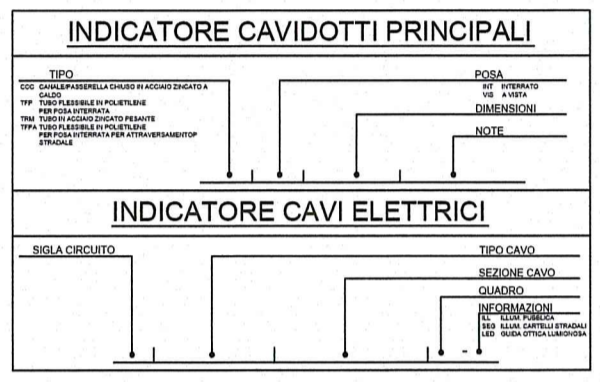 INDICATORE CAVIDOTTI PRINCIPALI
TIPO
CCC CANALE/PASSERELLA CHIUSO IN ACCIAIO ZINCATO A
CALDO
TFP TUBO FLESSIBILE IN POLIETILENE
PER POSA INTERRATA
TRM TUBO IN ACCIAIO ZINCATO PESANTE
TFPA TUBO FLESSIBILE IN POLIETILENE
PER POSA INTERRATA PER ATTRAVERSAMENTOP
STRADALE
POSA
INT INTERRATO
VIS A VISTA
DIMENSIONI
NOTE
INDICATORE CAVI ELETTRICI
SIGLA CIRCUITO
TIPO CAVO
SEZIONE CAVO
QUADRO
INFORMAZIONI
ILL ILLUM. PUBBLICA
SEG ILLUM. CARTELLI STRADALI
LED GUIDA OTTICA LUMIONOSA
-